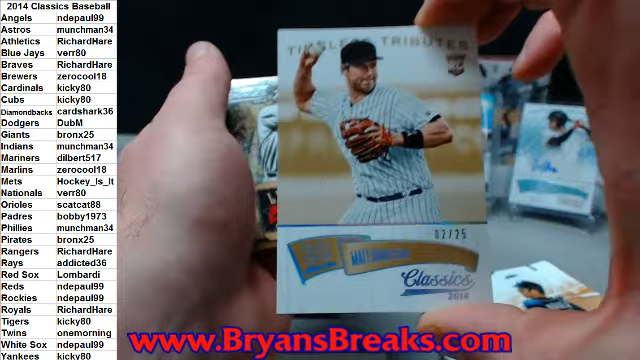 2014 Classics Baseball
Angels ndepaul99
Astros munchman34
Athletics RichardHare
Blue Jays verr80
Braves RichardHare
Brewers zerocool18
Cardinals kicky80
Cubs kicky80
Diamondbacks cardshark36
Dodgers DubM
Giants bronx25
Indians munchman34
Mariners dilbert517
Marlins zerocool18
Mets Hockey_Is_It
Nationals verr80
Orioles scatcat88
Padres bobby1973
Phillies munchman34
Pirates bronx25
Rangers RichardHare
Rays addicted36
Red Sox Lombardi
Reds ndepaul99
Rockies ndepaul99
Royals RichardHare
Tigers kicky80
Twins onemorning
White Sox ndepaul99
Yankees kicky80
TIMELESS TRIBUTES
RC
02/25
MATT
Classics
2014
www.BryansBreaks.com